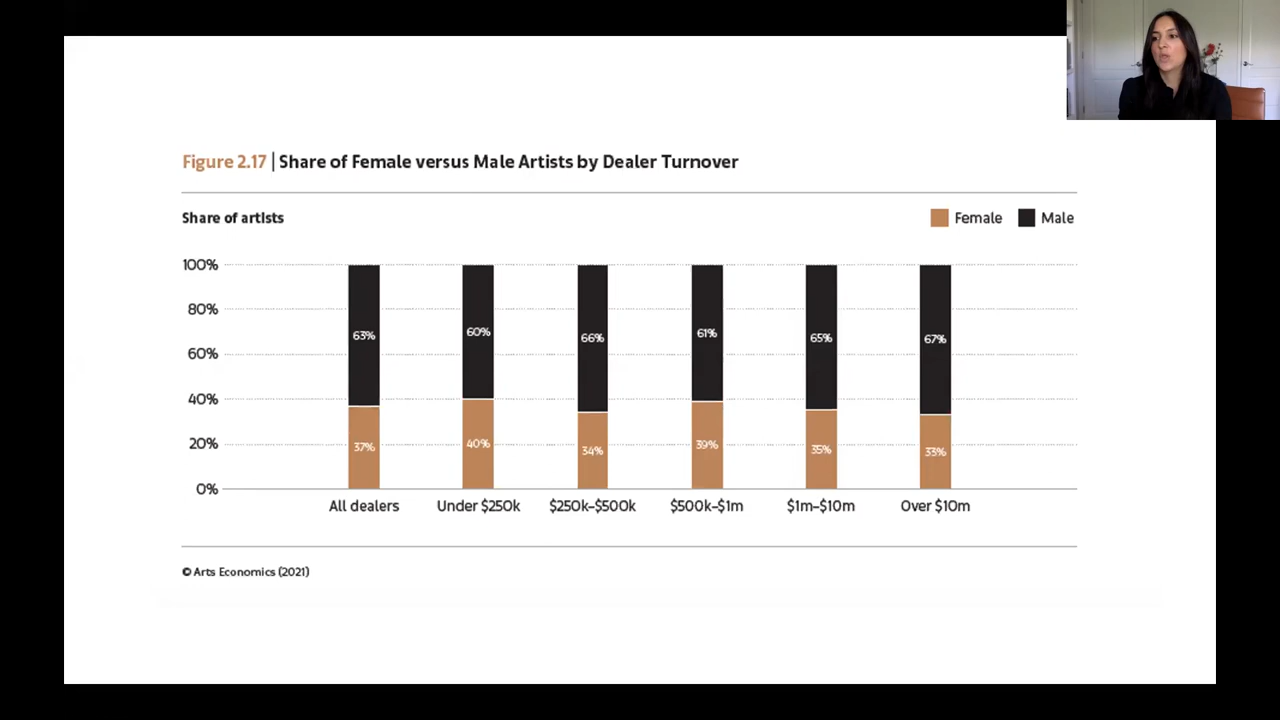 Figure 2.17 | Share of Female versus Male Artists by Dealer Turnover
Share of artists
Female Male
100%
80%
60%
40%
20%
0%
63% 60% 66% 61% 65% 67%
37% 40% 34% 39% 35% 33%
All dealers Under $250k $250k–$500k $500k–$1m $1m–$10m Over $10m
© Arts Economics (2021)